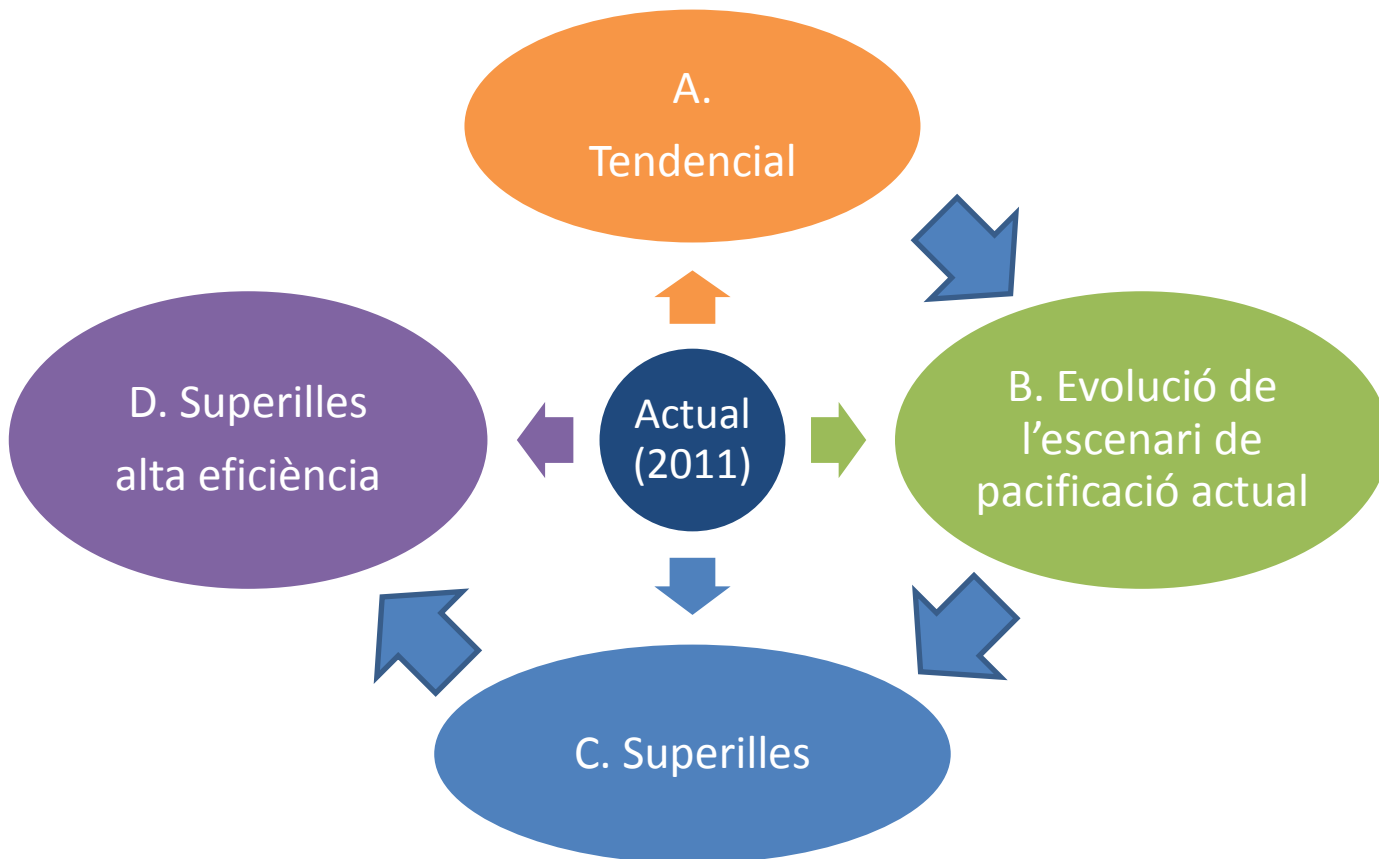 A.
Tendencial
D. Superilles
alta eficiència
Actual
(2011)
B. Evolució de
l’escenari de
pacificació actual
C. Superilles